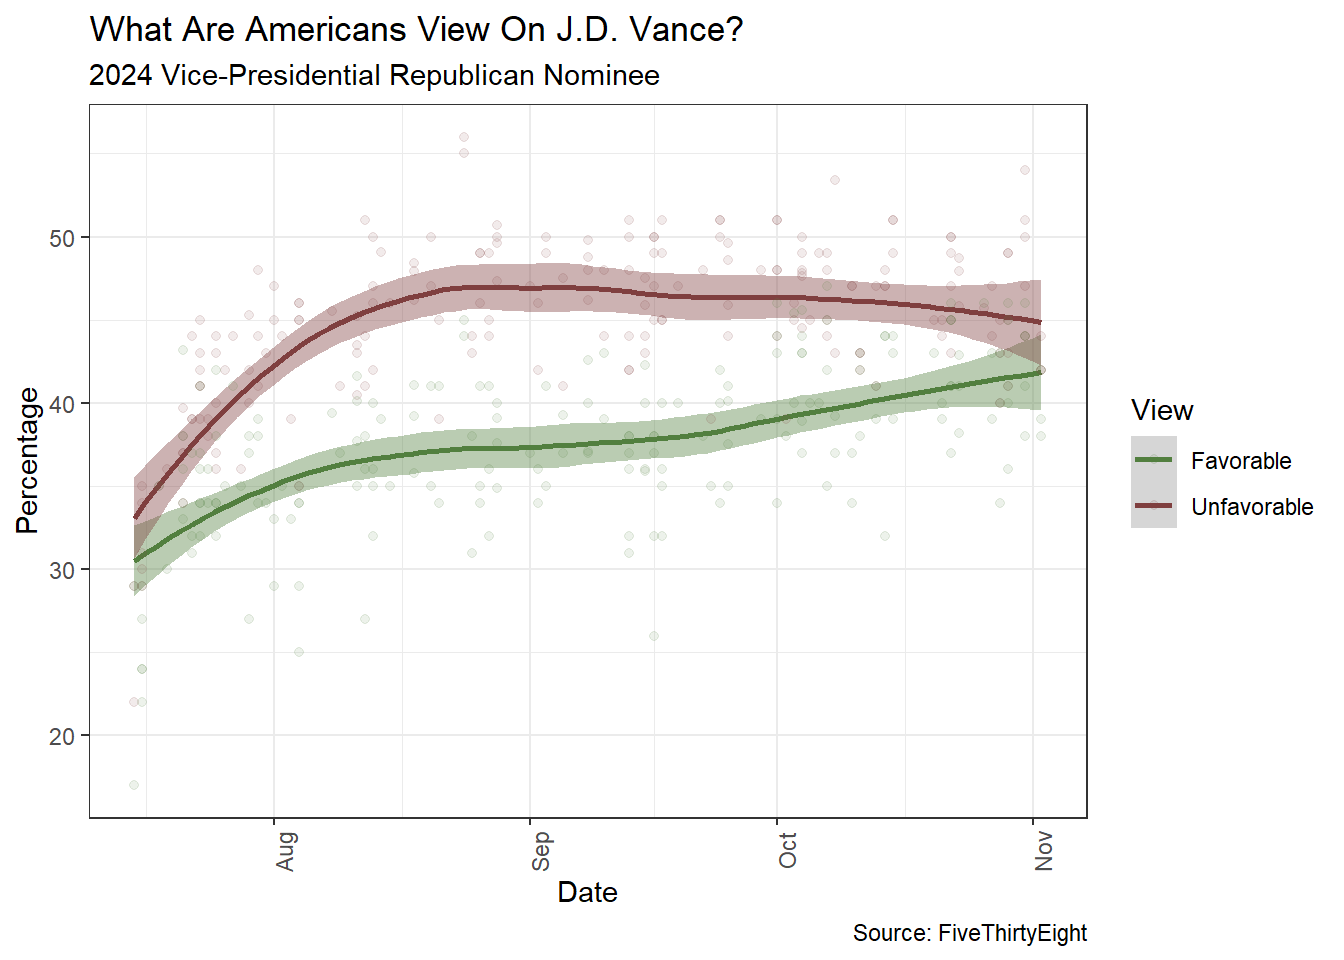 What Are Americans View On J.D. Vance?
2024 Vice-Presidential Republican Nominee
Percentage
50
40
30
20
Aug
Sep
Oct
Nov
Date
View
Favorable
Unfavorable
Source: FiveThirtyEight